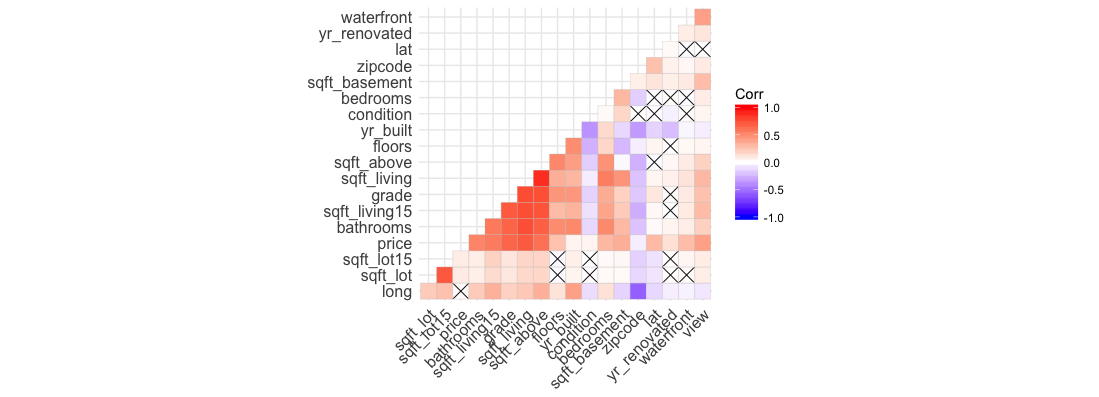 waterfront
yr_renovated
lat
zipcode
sqft_basement
bedrooms
condition
yr_built
floors
sqft_above
sqft_living
grade
sqft_living15
bathrooms
price
sqft_lot15
sqft_lot
long
sqft_lot
sqft_lot15
price
bathrooms
sqft_living15
grade
sqft_living
sqft_above
floors
yr_built
condition
bedrooms
sqft_basement
zipcode
lat
yr_renovated
waterfront
view
Corr
1.0
0.5
0.0
-0.5
-1.0